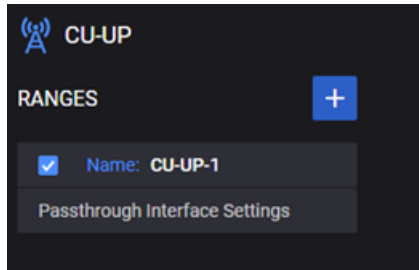 CU-UP
RANGES
+
Name: CU-UP-1
Passthrough Interface Settings